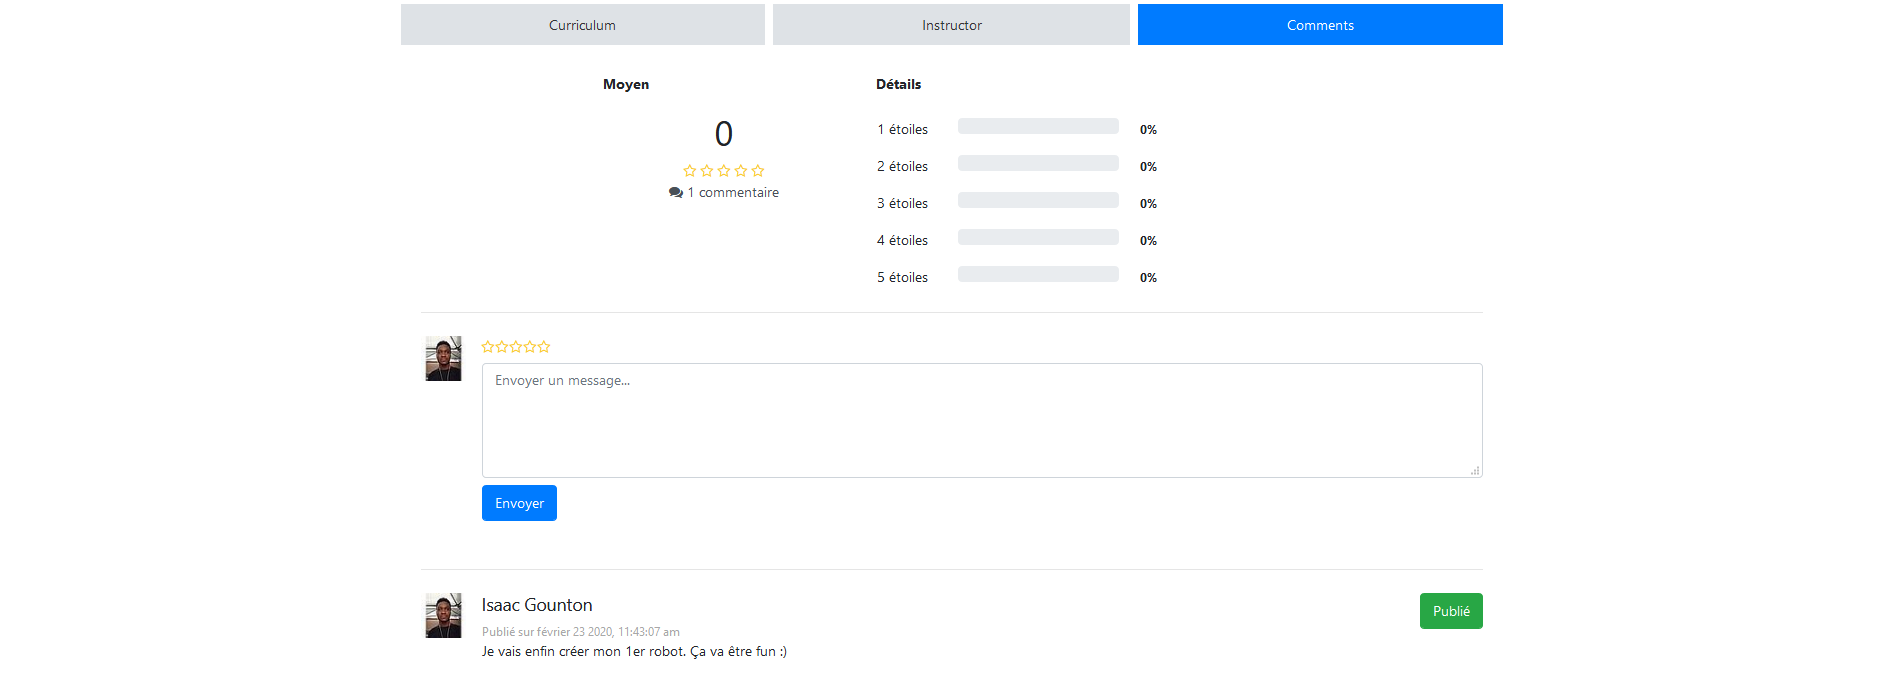 Curriculum
Instructor
Comments
Moyen
Détails
0
1 commentaire
1 étoiles 0%
2 étoiles 0%
3 étoiles 0%
4 étoiles 0%
5 étoiles 0%
Envoyer un message...
Envoyer
Isaac Gounton
Publié
Publié sur février 23 2020, 11:43:07 am
Je vais enfin créer mon 1er robot. Ça va être fun :)